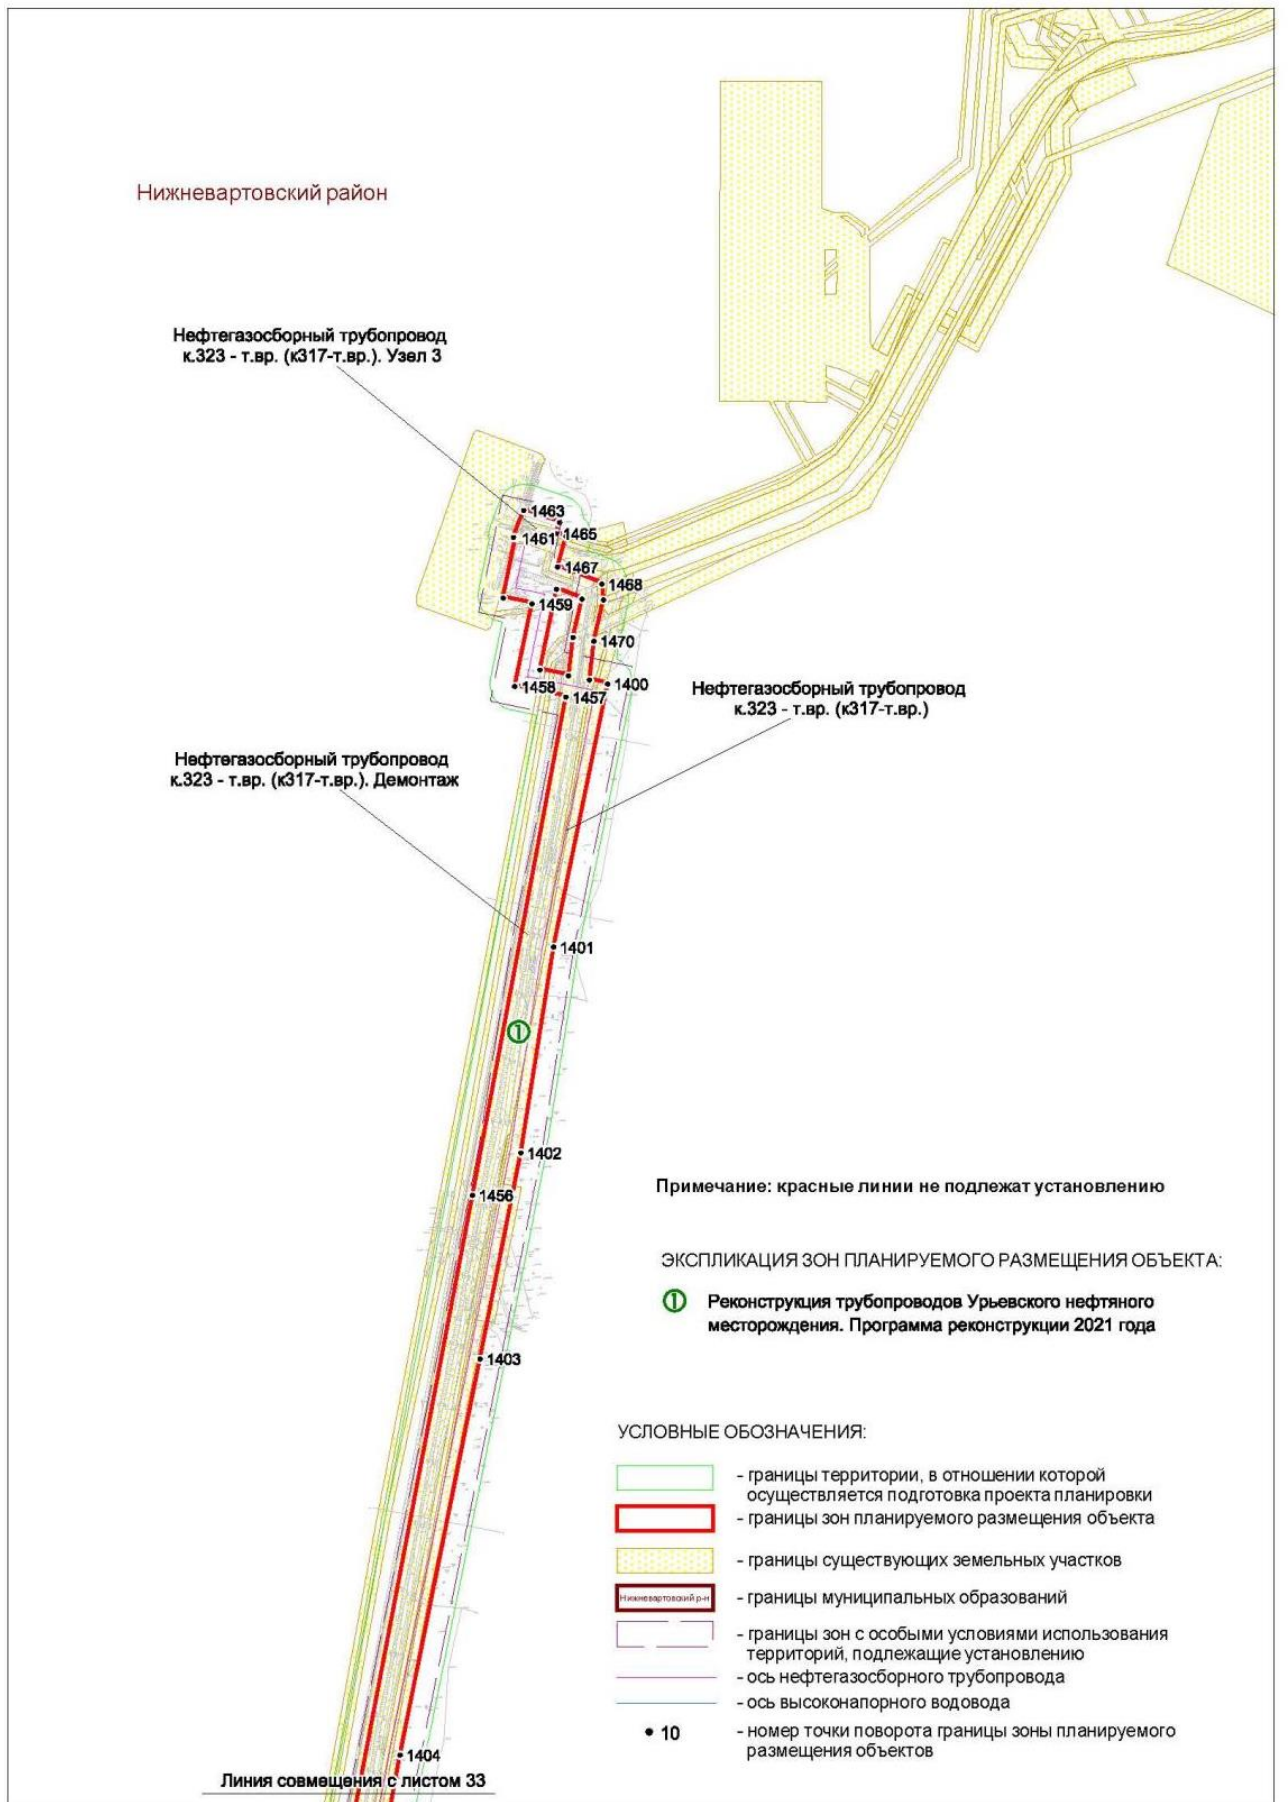 Нижневартовский район
Нефтегазосборный трубопровод
к.323 - т.вр. (к317-т.вр.). Узел 3
1463
1465
1461
1467
1468
1459
1470
1458
1400
1457
Нефтегазосборный трубопровод
к.323 - т.вр. (к317-т.вр.)
Нефтегазосборный трубопровод
к.323 - т.вр. (к317-т.вр.). Демонтаж
1401
1
1402
1456
Примечание: красные линии не подлежат установлению
ЭКСПЛИКАЦИЯ ЗОН ПЛАНИРУЕМОГО РАЗМЕЩЕНИЯ ОБЪЕКТА:
1 Реконструкция трубопроводов Урьевского нефтяного
месторождения. Программа реконструкции 2021 года
1403
УСЛОВНЫЕ ОБОЗНАЧЕНИЯ:
- границы территории, в отношении которой
осуществляется подготовка проекта планировки
- границы зон планируемого размещения объекта
- границы существующих земельных участков
Нижневартовский р-н - границы муниципальных образований
- границы зон с особыми условиями использования
территорий, подлежащие установлению
- ось нефтегазосборного трубопровода
- ось высоконапорного водовода
10 - номер точки поворота границы зоны планируемого
размещения объектов
1404
Линия совмещения с листом 33